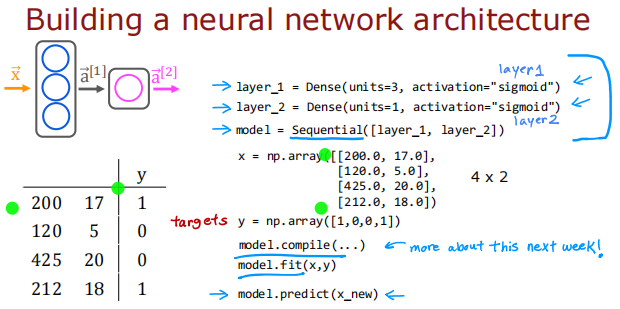 Building a neural network architecture
x⃗ a⃗[1] a⃗[2]
layer1
layer_1 = Dense(units=3, activation="sigmoid")
layer_2 = Dense(units=1, activation="sigmoid")
layer2
model = Sequential([layer_1, layer_2])
x = np.array([[200.0, 17.0],
[120.0, 5.0],
[425.0, 20.0],
[212.0, 18.0])
4 x 2
y
200 17 1
120 5 0
425 20 0
212 18 1
targets y = np.array([1,0,0,1])
model.compile(...) more about this next week!
model.fit(x,y)
model.predict(x_new)